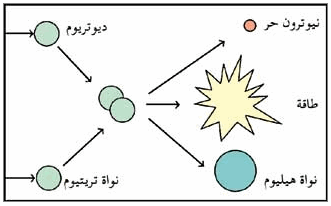 نيوترون حر
ديوتريوم
طاقة
نواة تريتيوم
نواة هيليوم